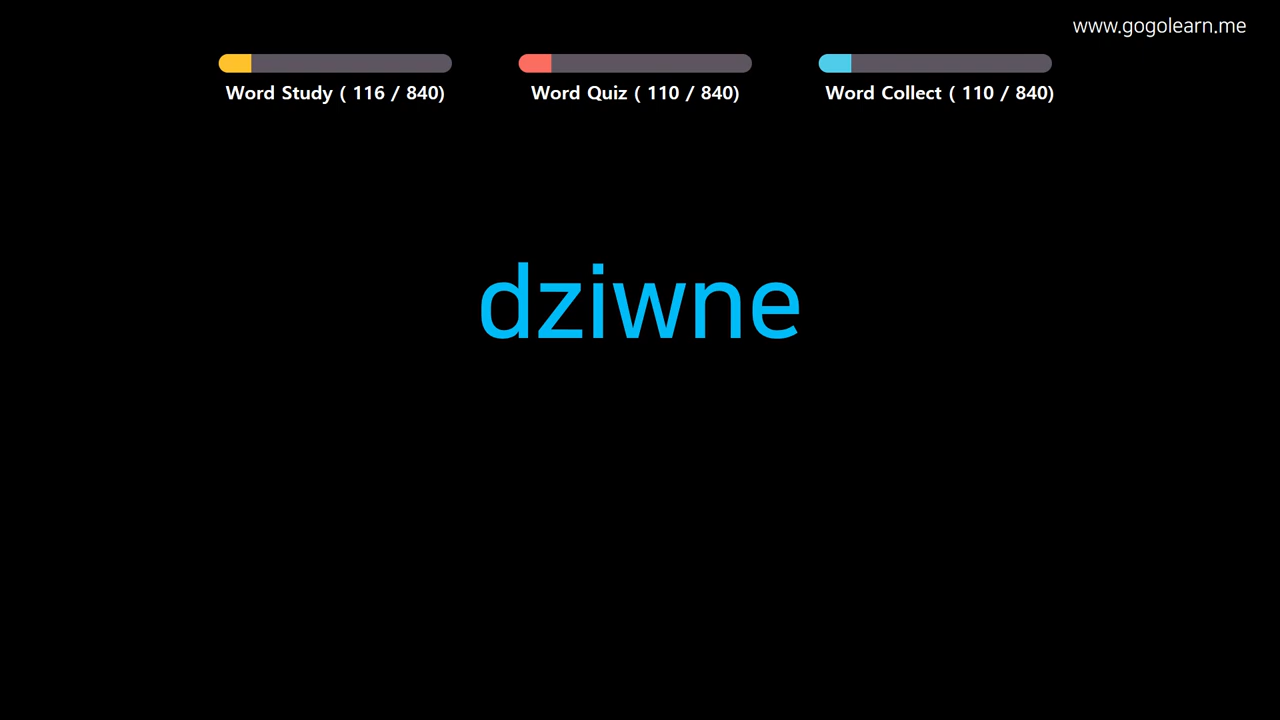 www.gogolearn.me
Word Study ( 116 / 840)
Word Quiz ( 110 / 840)
Word Collect ( 110 / 840)
dziwne